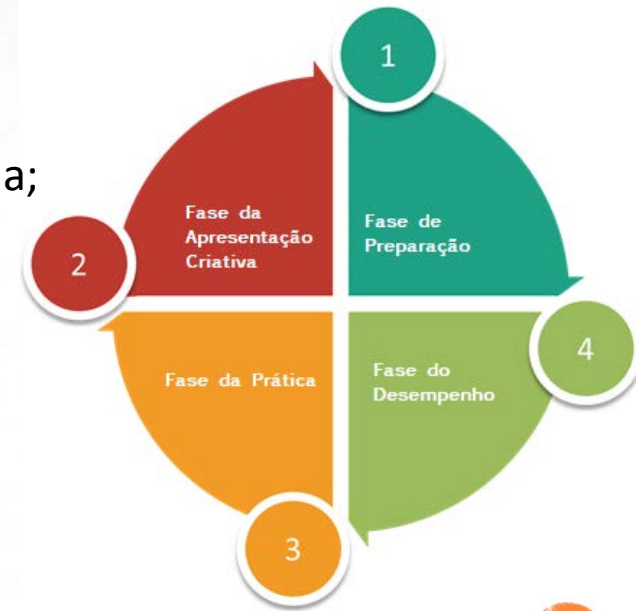 a;
1
Fase da
Apresentação
Criativa
Fase de
Preparação
2
4
Fase da Prática
Fase do
Desempenho
3